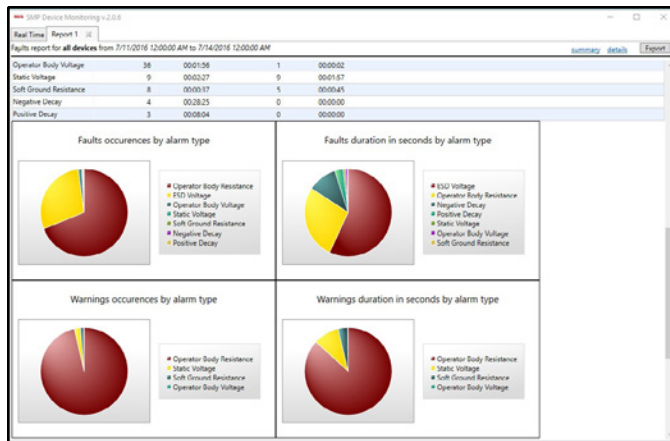 SMP Device Monitoring v.2.0.6
Real Time Report 1
Faults report for all devices from 7/11/2016 12:00:00 AM to 7/14/2016 12:00:00 AM
summary details Export
Operator Body Voltage 36 00:01:56 1 00:00:02
Static Voltage 9 00:02:27 9 00:01:57
Soft Ground Resistance 8 00:00:37 5 00:00:45
Negative Decay 4 00:28:25 0 00:00:00
Positive Decay 3 00:08:04 0 00:00:00
Faults occurences by alarm type
Operator Body Resistance
ESD Voltage
Operator Body Voltage
Static Voltage
Soft Ground Resistance
Negative Decay
Positive Decay
Faults duration in seconds by alarm type
ESD Voltage
Operator Body Resistance
Negative Decay
Positive Decay
Static Voltage
Operator Body Voltage
Soft Ground Resistance
Warnings occurences by alarm type
Operator Body Resistance
Static Voltage
Soft Ground Resistance
Operator Body Voltage
Warnings duration in seconds by alarm type
Operator Body Resistance
Static Voltage
Soft Ground Resistance
Operator Body Voltage